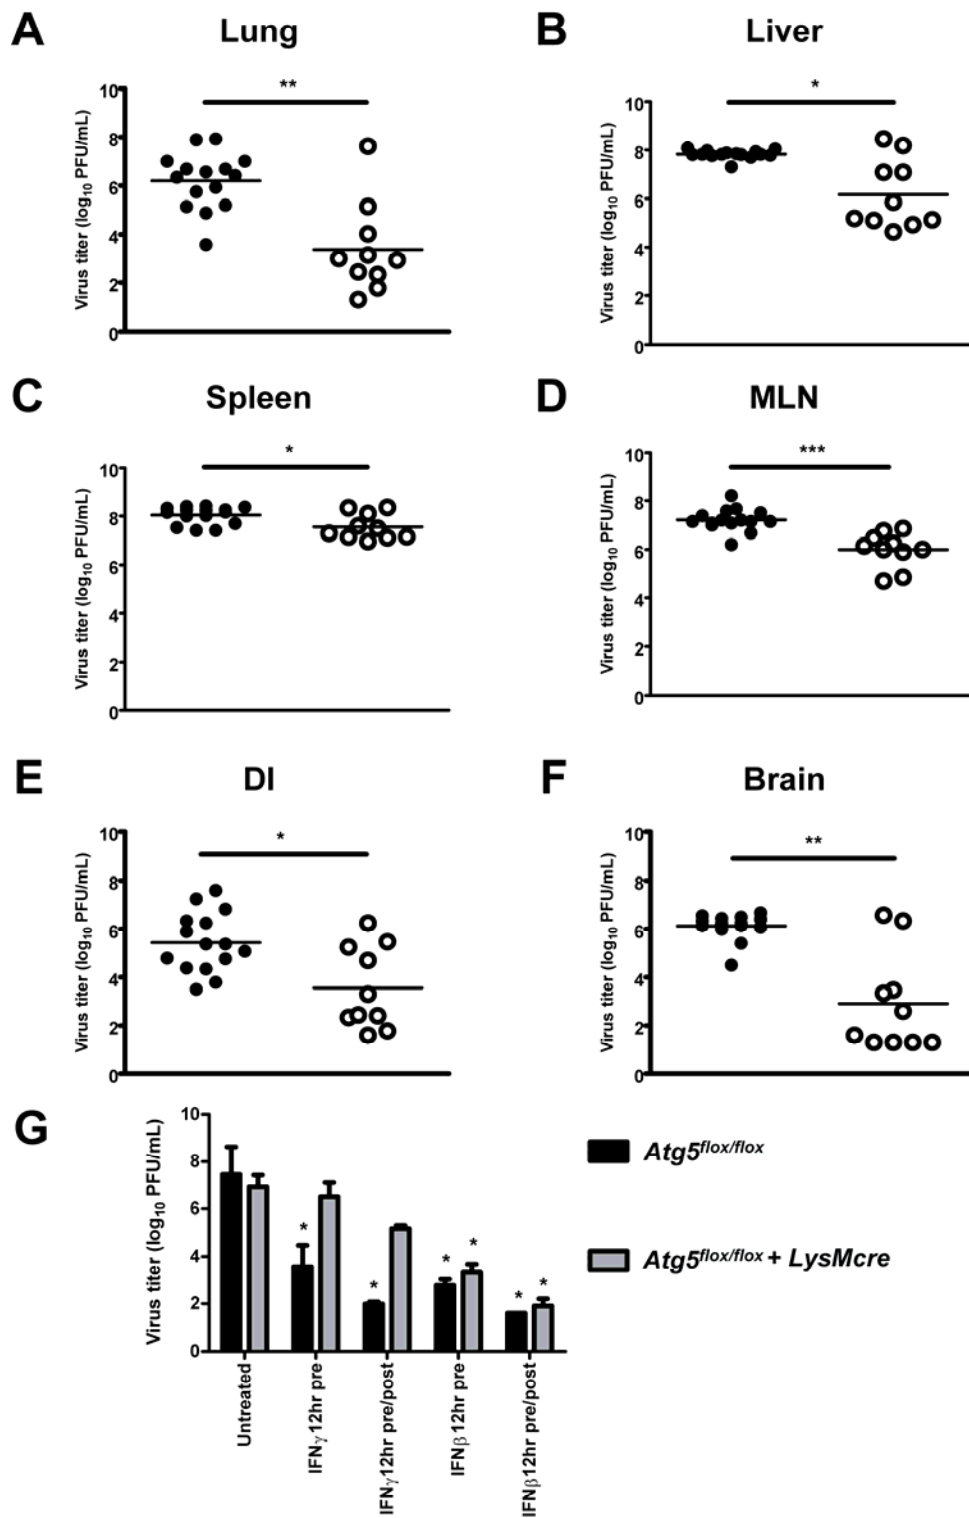 A Lung
**
Virus titer (log10 PFU/mL)
10
8
6
4
2
0
B Liver
*
Virus titer (log10 PFU/mL)
10
8
6
4
2
0
C Spleen
*
Virus titer (log10 PFU/mL)
10
8
6
4
2
0
D MLN
***
Virus titer (log10 PFU/mL)
10
8
6
4
2
0
E DI
*
Virus titer (log10 PFU/mL)
10
8
6
4
2
0
F Brain
**
Virus titer (log10 PFU/mL)
10
8
6
4
2
0
G
Virus titer (log10 PFU/mL)
10
8
6
4
2
0
* * * * * *
Untreated
IFNγ 12hr pre
IFNγ12hr pre/post
IFNβ 12hr pre
IFNβ12hr pre/post
Atg5flox/flox
Atg5flox/flox + LysMcre